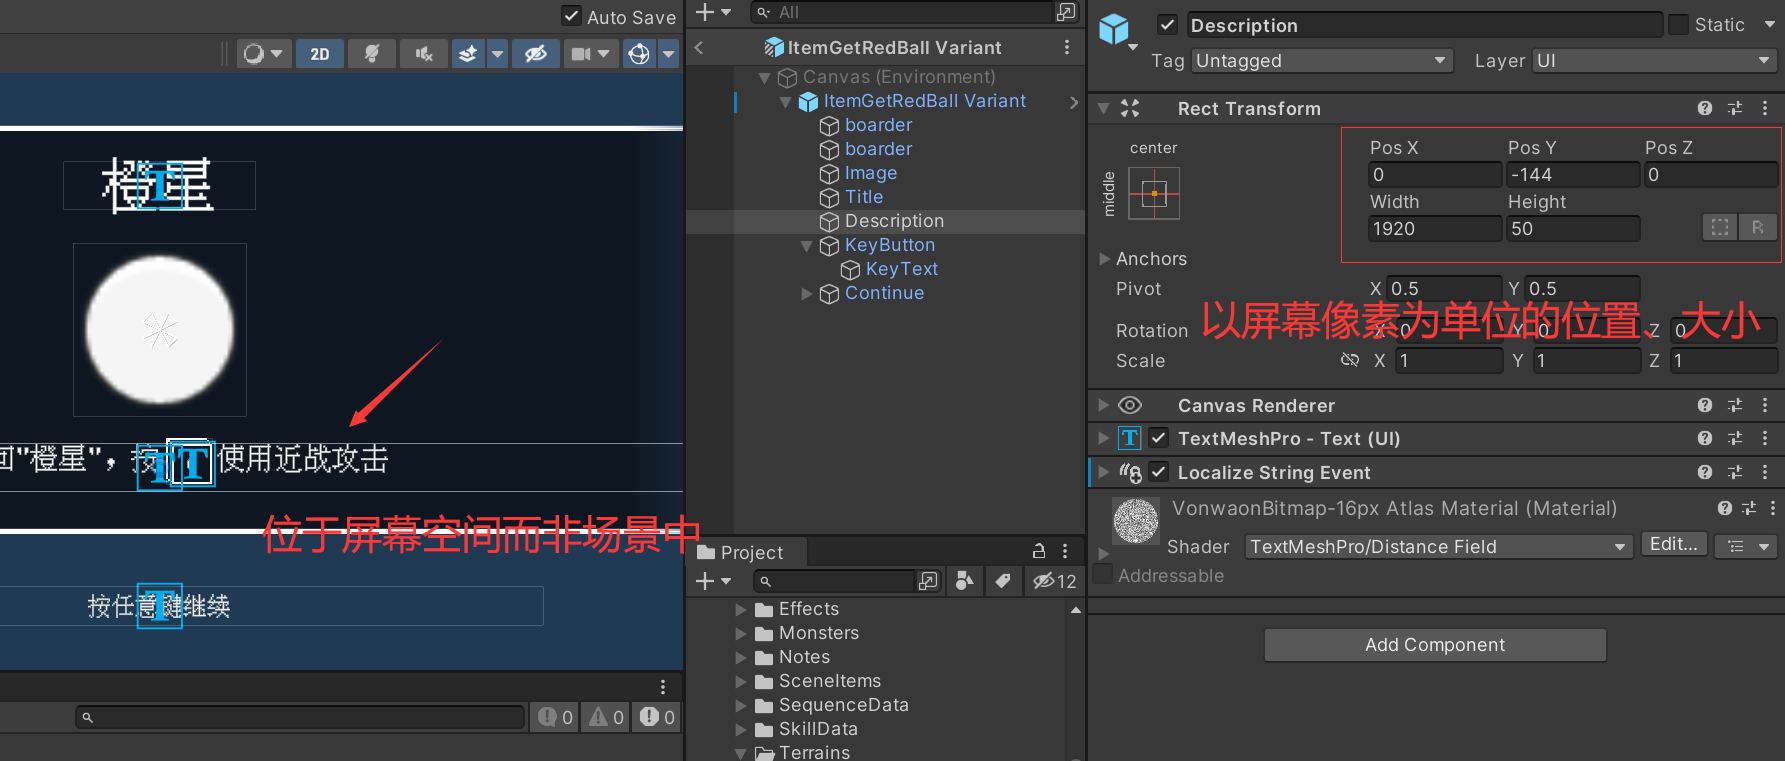 Auto Save
2D
橙星
面"橙星"，按 使用近战攻击
位于屏幕空间而非场景中
按任意键继续
0
0
0
All
ItemGetRedBall Variant
Canvas (Environment)
ItemGetRedBall Variant
boarder
boarder
Image
Title
Description
KeyButton
KeyText
Continue
Project
12
Effects
Monsters
Notes
SceneItems
SequenceData
SkillData
Terrains
Description
Static
Tag Untagged
Layer UI
Rect Transform
center
middle
Pos X Pos Y Pos Z
0 -144 0
Width Height
1920 50
R
Anchors
Pivot X 0.5 Y 0.5
以屏幕像素为单位的位置、大小
Rotation X 0 Y 0 Z 0
Scale X 1 Y 1 Z 1
Canvas Renderer
TextMeshPro - Text (UI)
Localize String Event
VonwaonBitmap-16px Atlas Material (Material)
Shader TextMeshPro/Distance Field Edit...
Addressable
Add Component